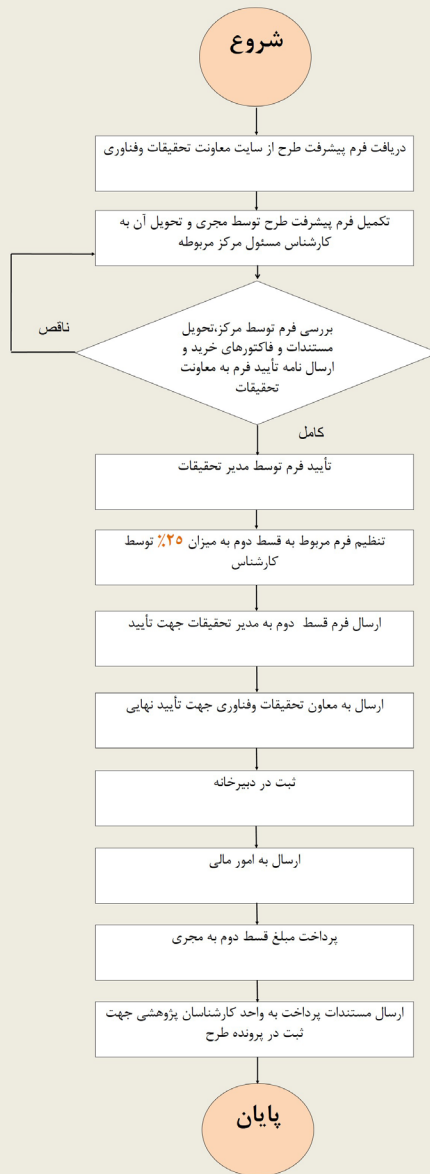 شروع
دریافت فرم پیشرفت طرح از سایت معاونت تحقیقات وفناوری
تکمیل فرم پیشرفت طرح توسط مجری و تحویل آن به
کارشناس مسئول مرکز مربوطه
ناقص
بررسی فرم توسط مرکز،تحویل
مستندات و فاکتورهای خرید و
ارسال نامه تأیید فرم به معاونت
تحقیقات
کامل
تأیید فرم توسط مدیر تحقیقات
تنظیم فرم مربوط به قسط دوم به میزان ۲۵٪ توسط
کارشناس
ارسال فرم قسط دوم به مدیر تحقیقات جهت تأیید
ارسال به معاون تحقیقات وفناوری جهت تأیید نهایی
ثبت در دبیرخانه
ارسال به امور مالی
پرداخت مبلغ قسط دوم به مجری
ارسال مستندات پرداخت به واحد کارشناسان پژوهشی جهت
ثبت در پرونده طرح
پایان